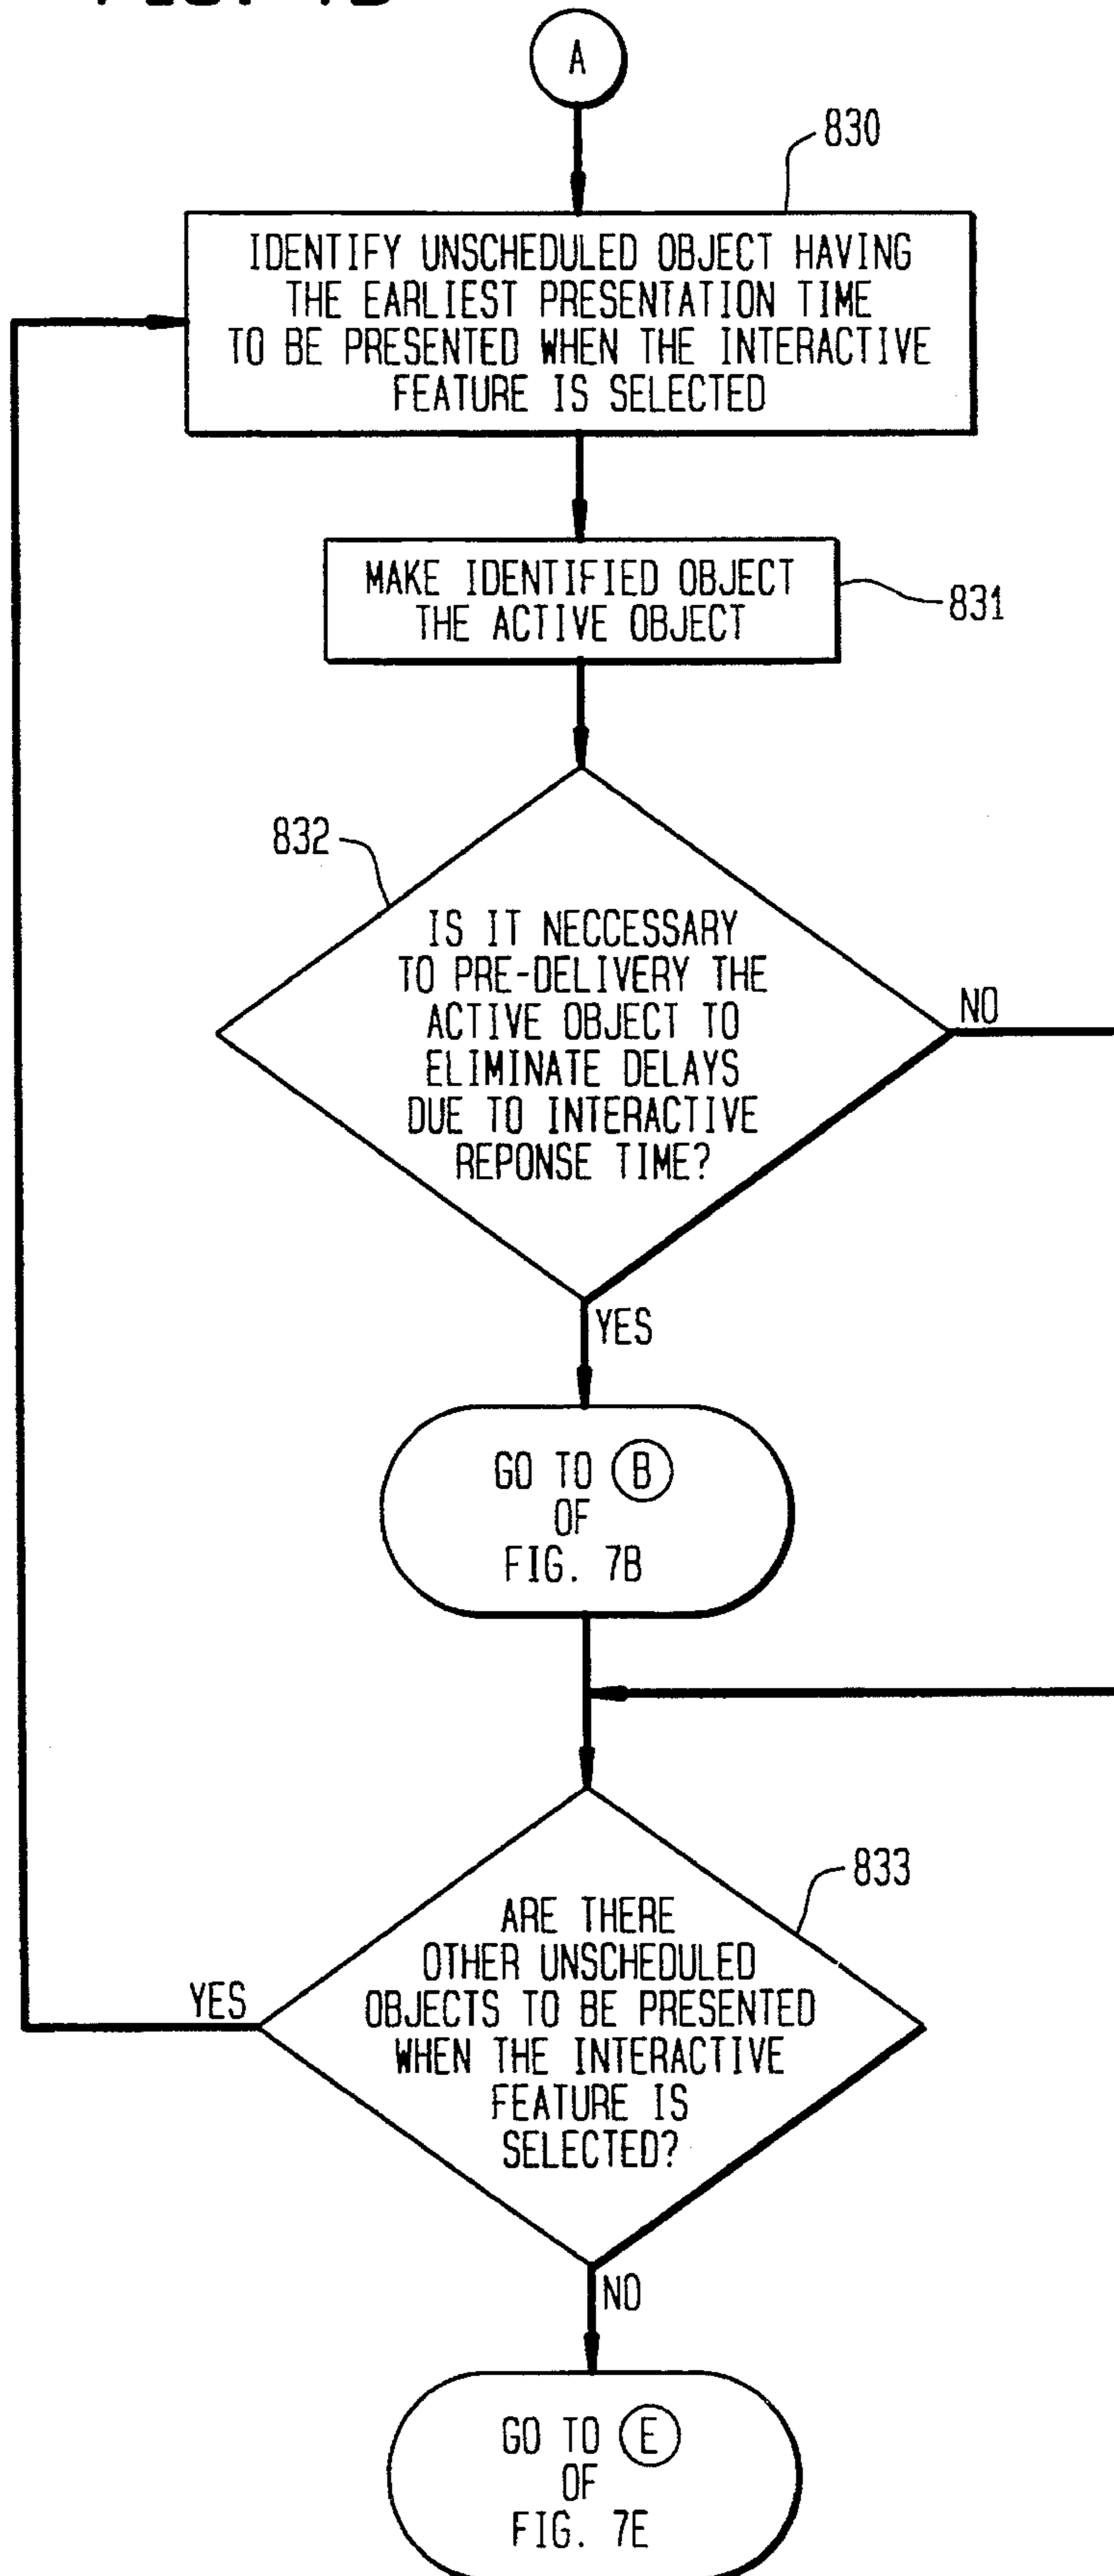 A
830
IDENTIFY UNSCHEDULED OBJECT HAVING
THE EARLIEST PRESENTATION TIME
TO BE PRESENTED WHEN THE INTERACTIVE
FEATURE IS SELECTED
MAKE IDENTIFIED OBJECT
THE ACTIVE OBJECT
831
832
IS IT NECCESSARY
TO PRE-DELIVERY THE
ACTIVE OBJECT TO
ELIMINATE DELAYS
DUE TO INTERACTIVE
REPONSE TIME?
NO
YES
GO TO B
OF
FIG. 7B
833
ARE THERE
OTHER UNSCHEDULED
OBJECTS TO BE PRESENTED
WHEN THE INTERACTIVE
FEATURE IS
SELECTED?
YES
NO
GO TO E
OF
FIG. 7E